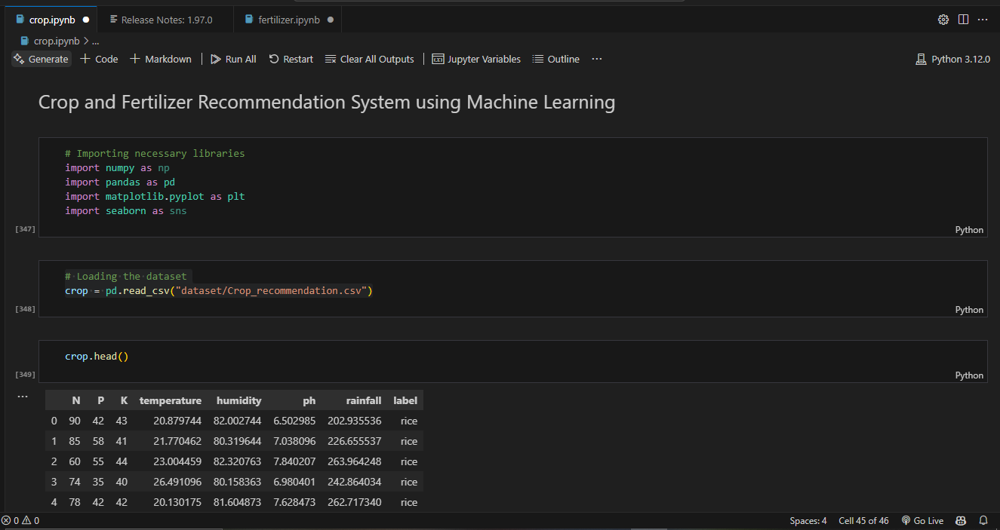 crop.ipynb ● Release Notes: 1.97.0 fertilizer.ipynb ●
crop.ipynb > ...
Generate + Code + Markdown | Run All Restart Clear All Outputs | Jupyter Variables Outline ... Python 3.12.0
Crop and Fertilizer Recommendation System using Machine Learning
# Importing necessary libraries
import numpy as np
import pandas as pd
import matplotlib.pyplot as plt
import seaborn as sns
[347] Python
# Loading the dataset
crop = pd.read_csv("dataset/Crop_recommendation.csv")
[348] Python
crop.head()
[349] Python
...
N P K temperature humidity ph rainfall label
0 90 42 43 20.879744 82.002744 6.502985 202.935536 rice
1 85 58 41 21.770462 80.319644 7.038096 226.655537 rice
2 60 55 44 23.004459 82.320763 7.840207 263.964248 rice
3 74 35 40 26.491096 80.158363 6.980401 242.864034 rice
4 78 42 42 20.130175 81.604873 7.628473 262.717340 rice
0 0 Spaces: 4 Cell 45 of 46 Go Live